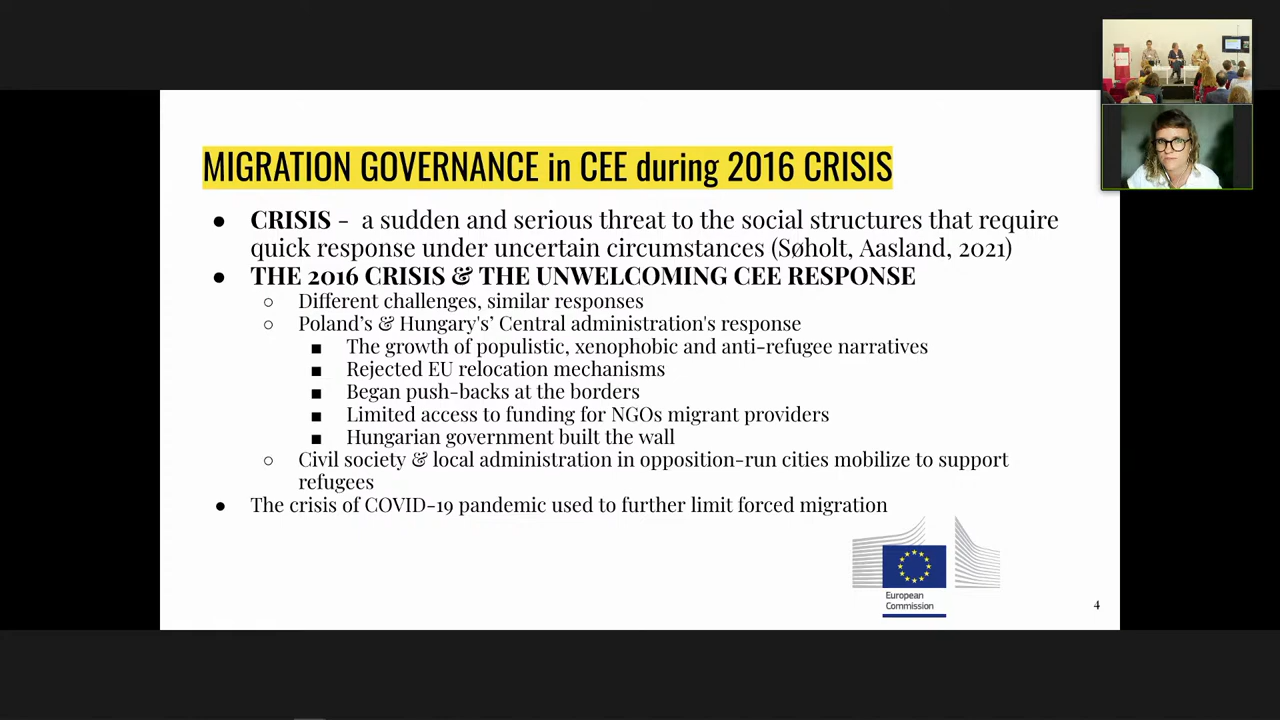 MIGRATION GOVERNANCE in CEE during 2016 CRISIS
● CRISIS - a sudden and serious threat to the social structures that require
quick response under uncertain circumstances (Søholt, Aasland, 2021)
● THE 2016 CRISIS & THE UNWELCOMING CEE RESPONSE
○ Different challenges, similar responses
○ Poland’s & Hungary's’ Central administration's response
■ The growth of populistic, xenophobic and anti-refugee narratives
■ Rejected EU relocation mechanisms
■ Began push-backs at the borders
■ Limited access to funding for NGOs migrant providers
■ Hungarian government built the wall
○ Civil society & local administration in opposition-run cities mobilize to support
refugees
● The crisis of COVID-19 pandemic used to further limit forced migration
European
Commission
4